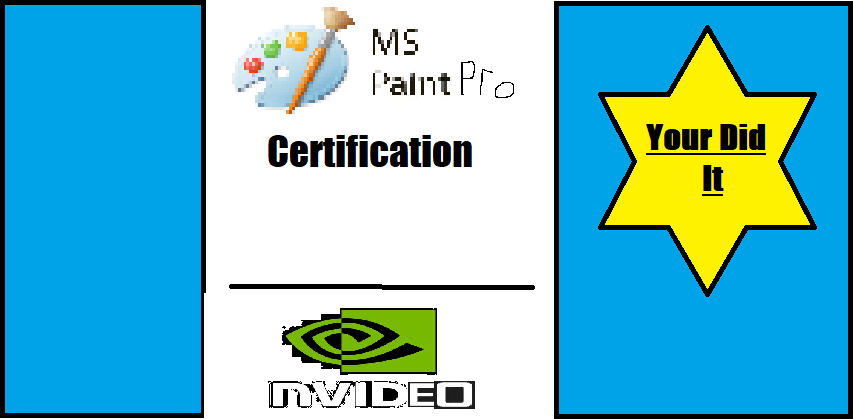 MS
Paint Pro
Certification
nVIDEO
Your Did
It